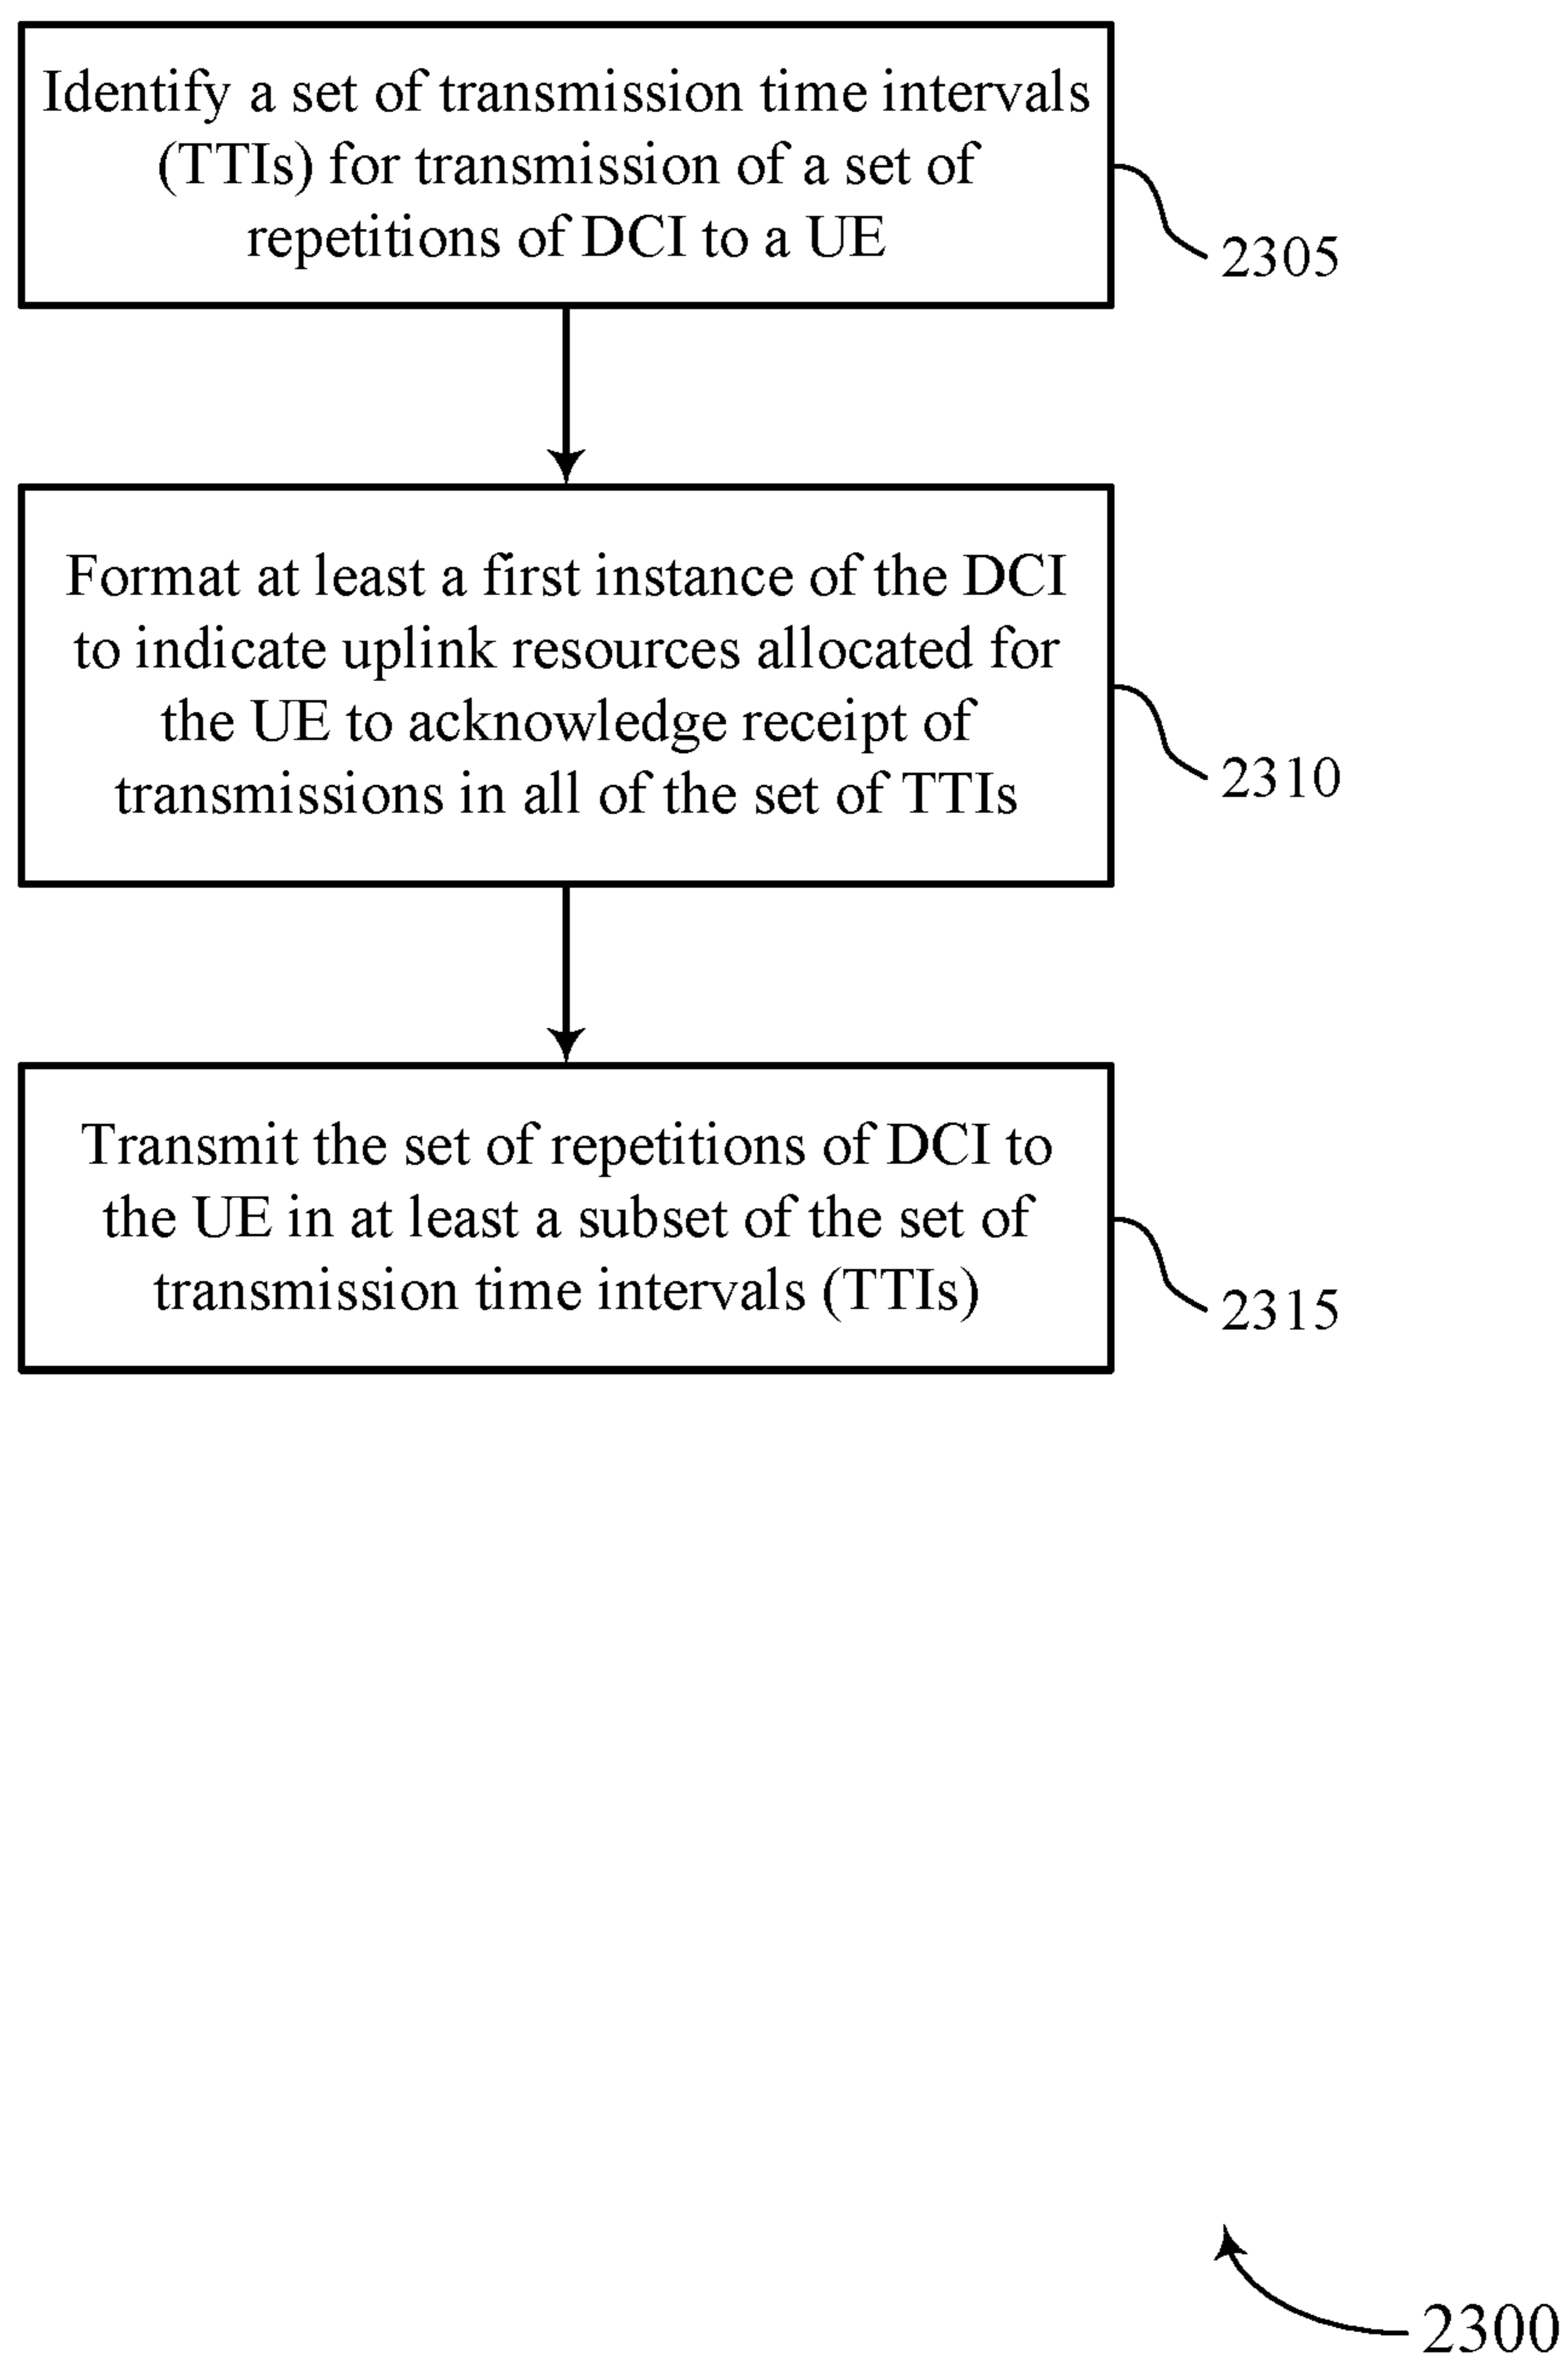 Identify a set of transmission time intervals
(TTIs) for transmission of a set of
repetitions of DCI to a UE
2305
Format at least a first instance of the DCI
to indicate uplink resources allocated for
the UE to acknowledge receipt of
transmissions in all of the set of TTIs
2310
Transmit the set of repetitions of DCI to
the UE in at least a subset of the set of
transmission time intervals (TTIs)
2315
2300